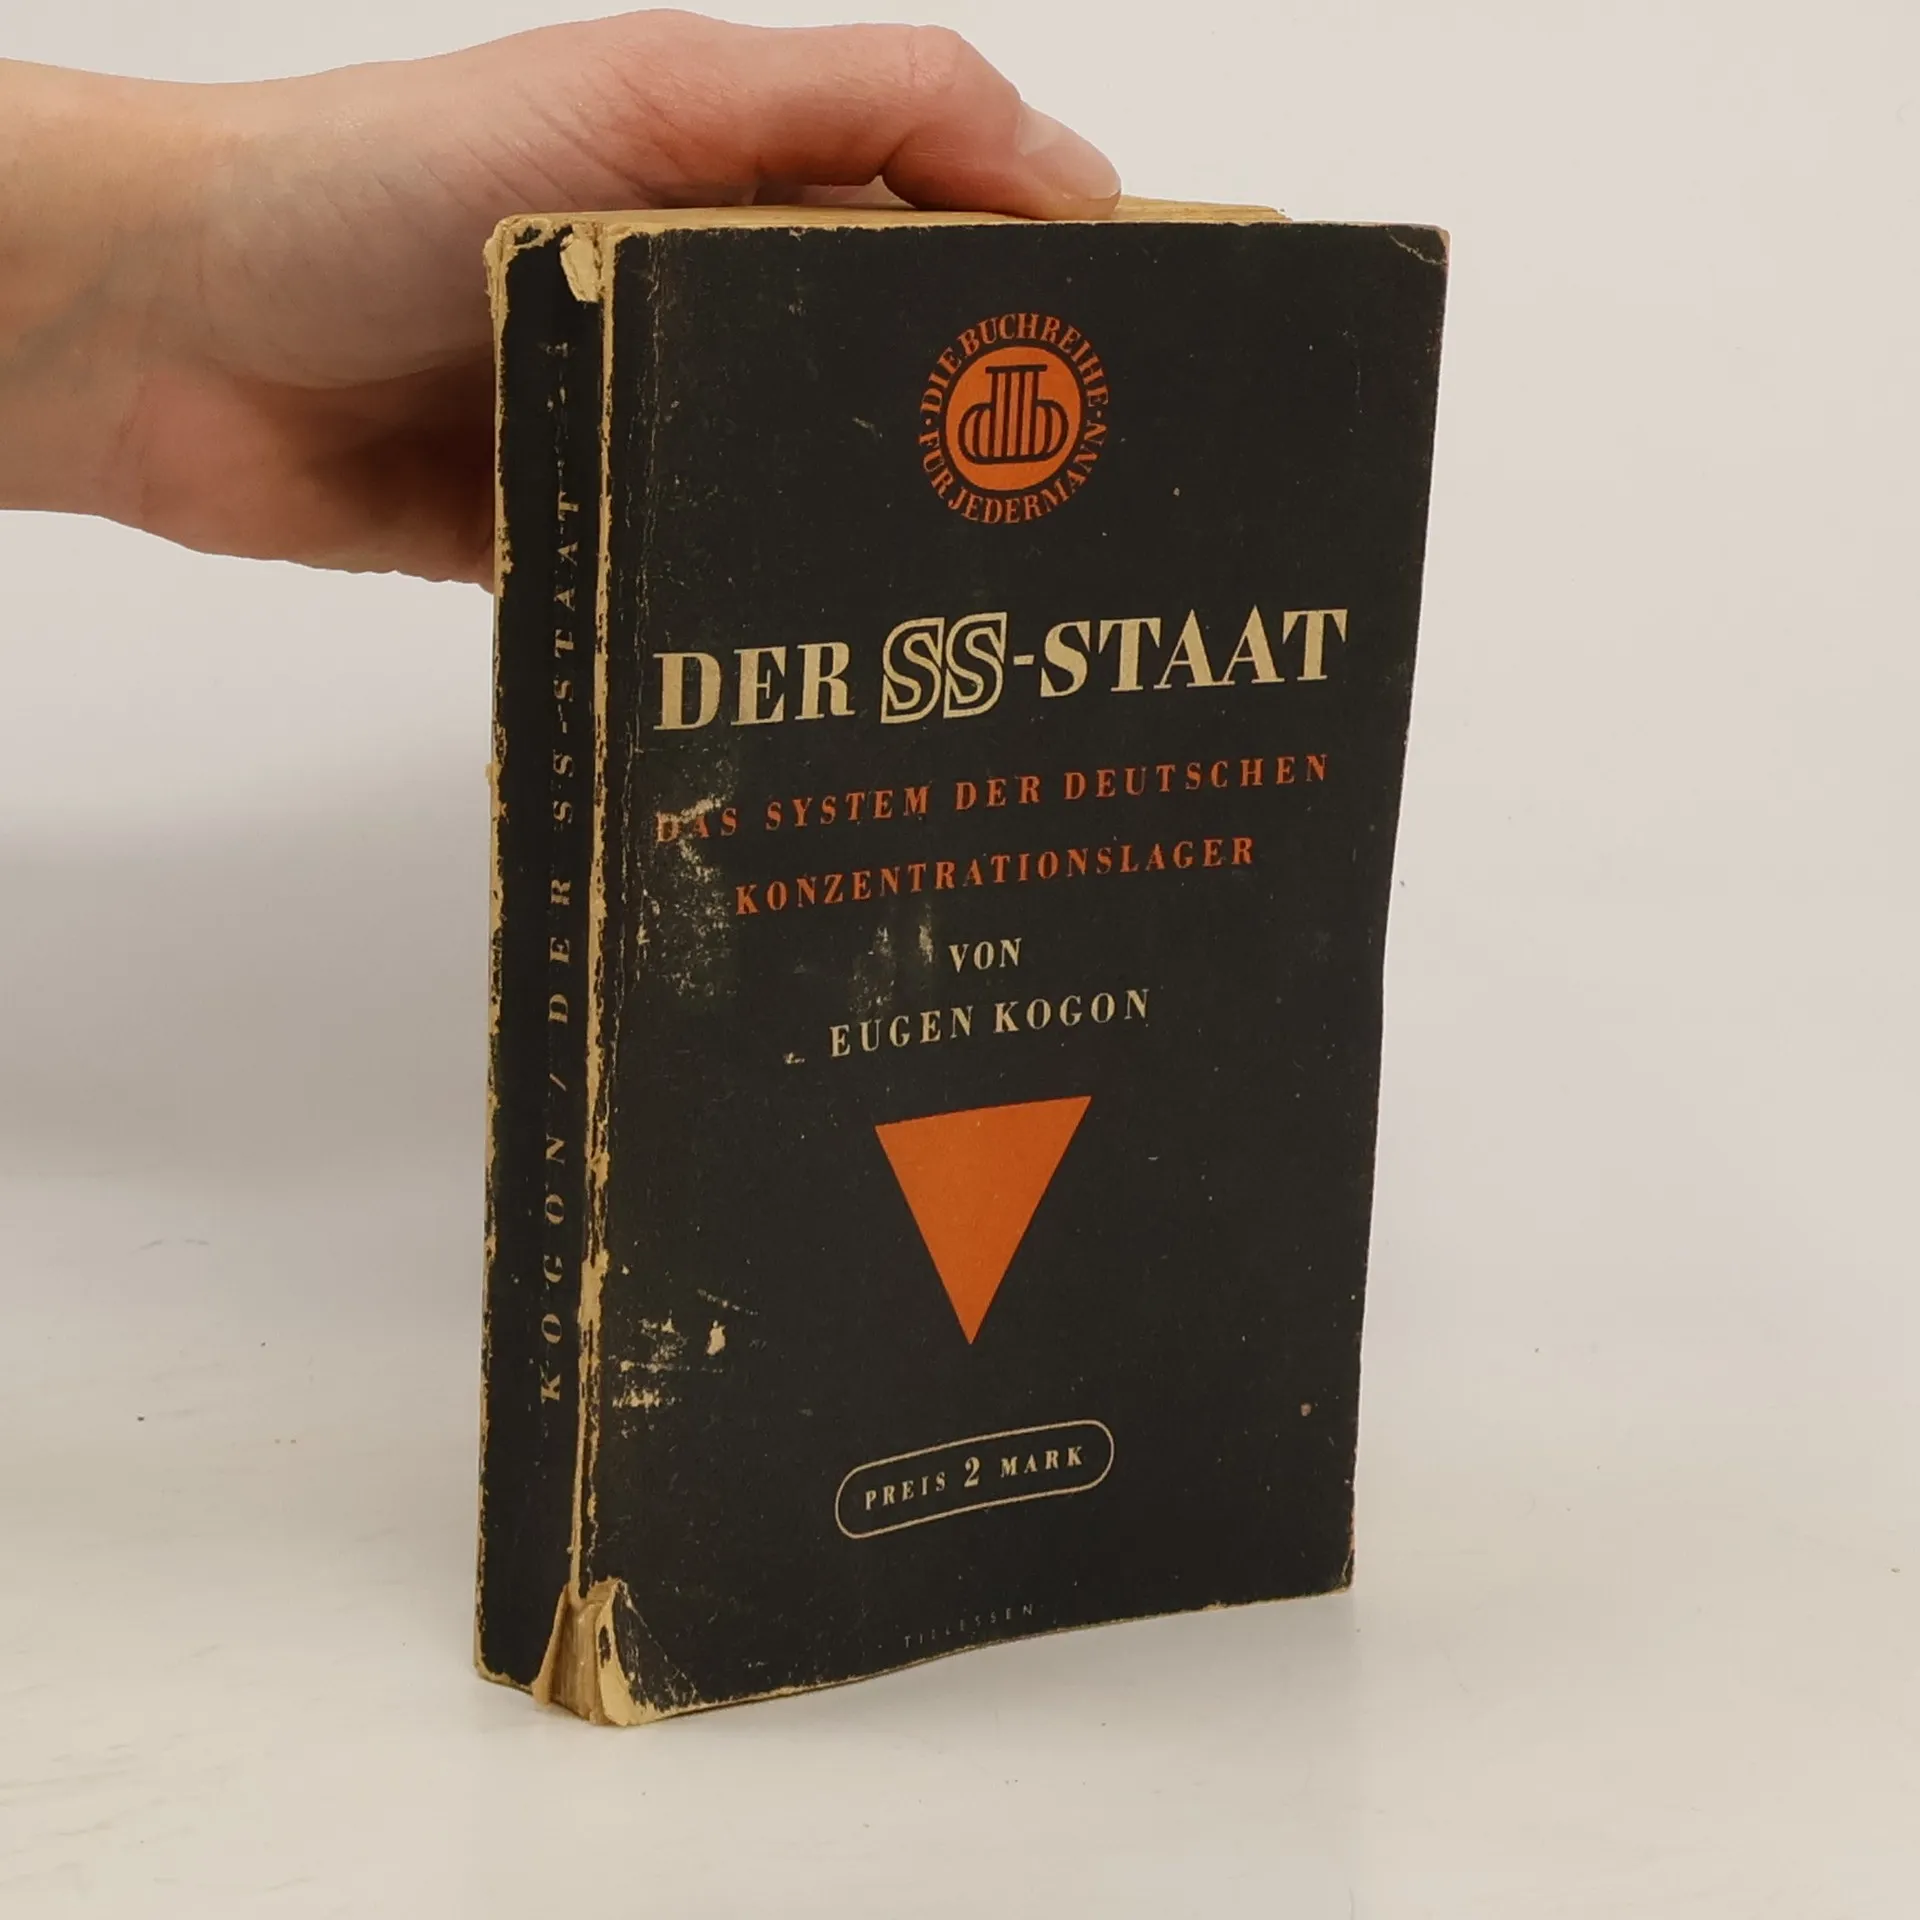 DIE BUCHREIHE · FÜR JEDERMANN ·
dtb
DER SS-STAAT
DAS SYSTEM DER DEUTSCHEN
KONZENTRATIONSLAGER
VON
EUGEN KOGON
PREIS 2 MARK
TILLESSEN
KOGON / DER SS-STAAT